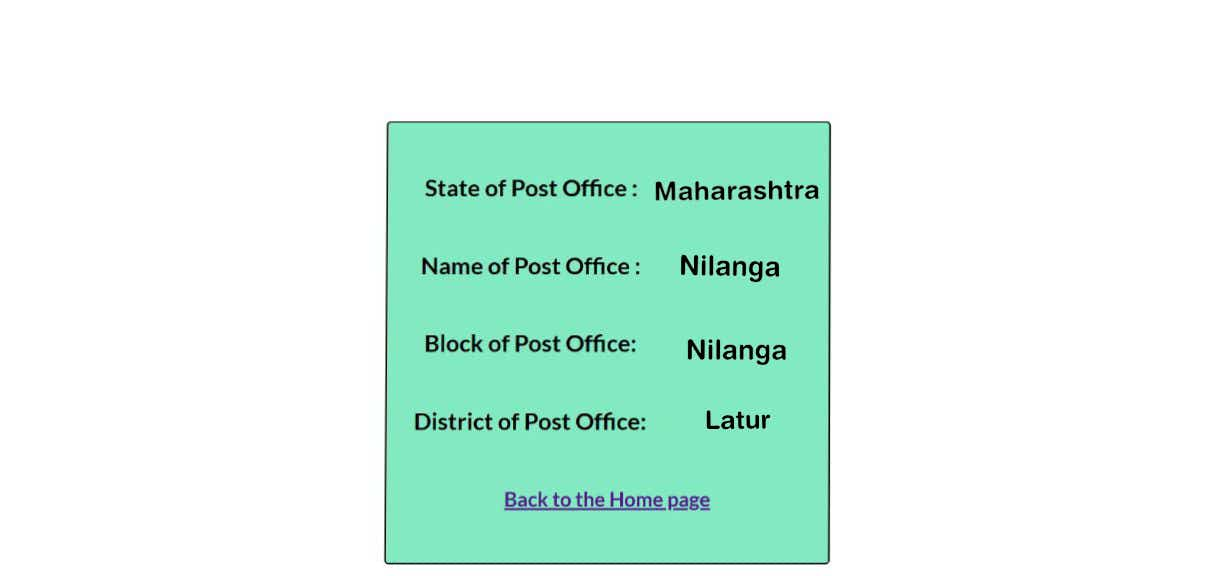 State of Post Office : Maharashtra
Name of Post Office : Nilanga
Block of Post Office: Nilanga
District of Post Office: Latur
Back to the Home page